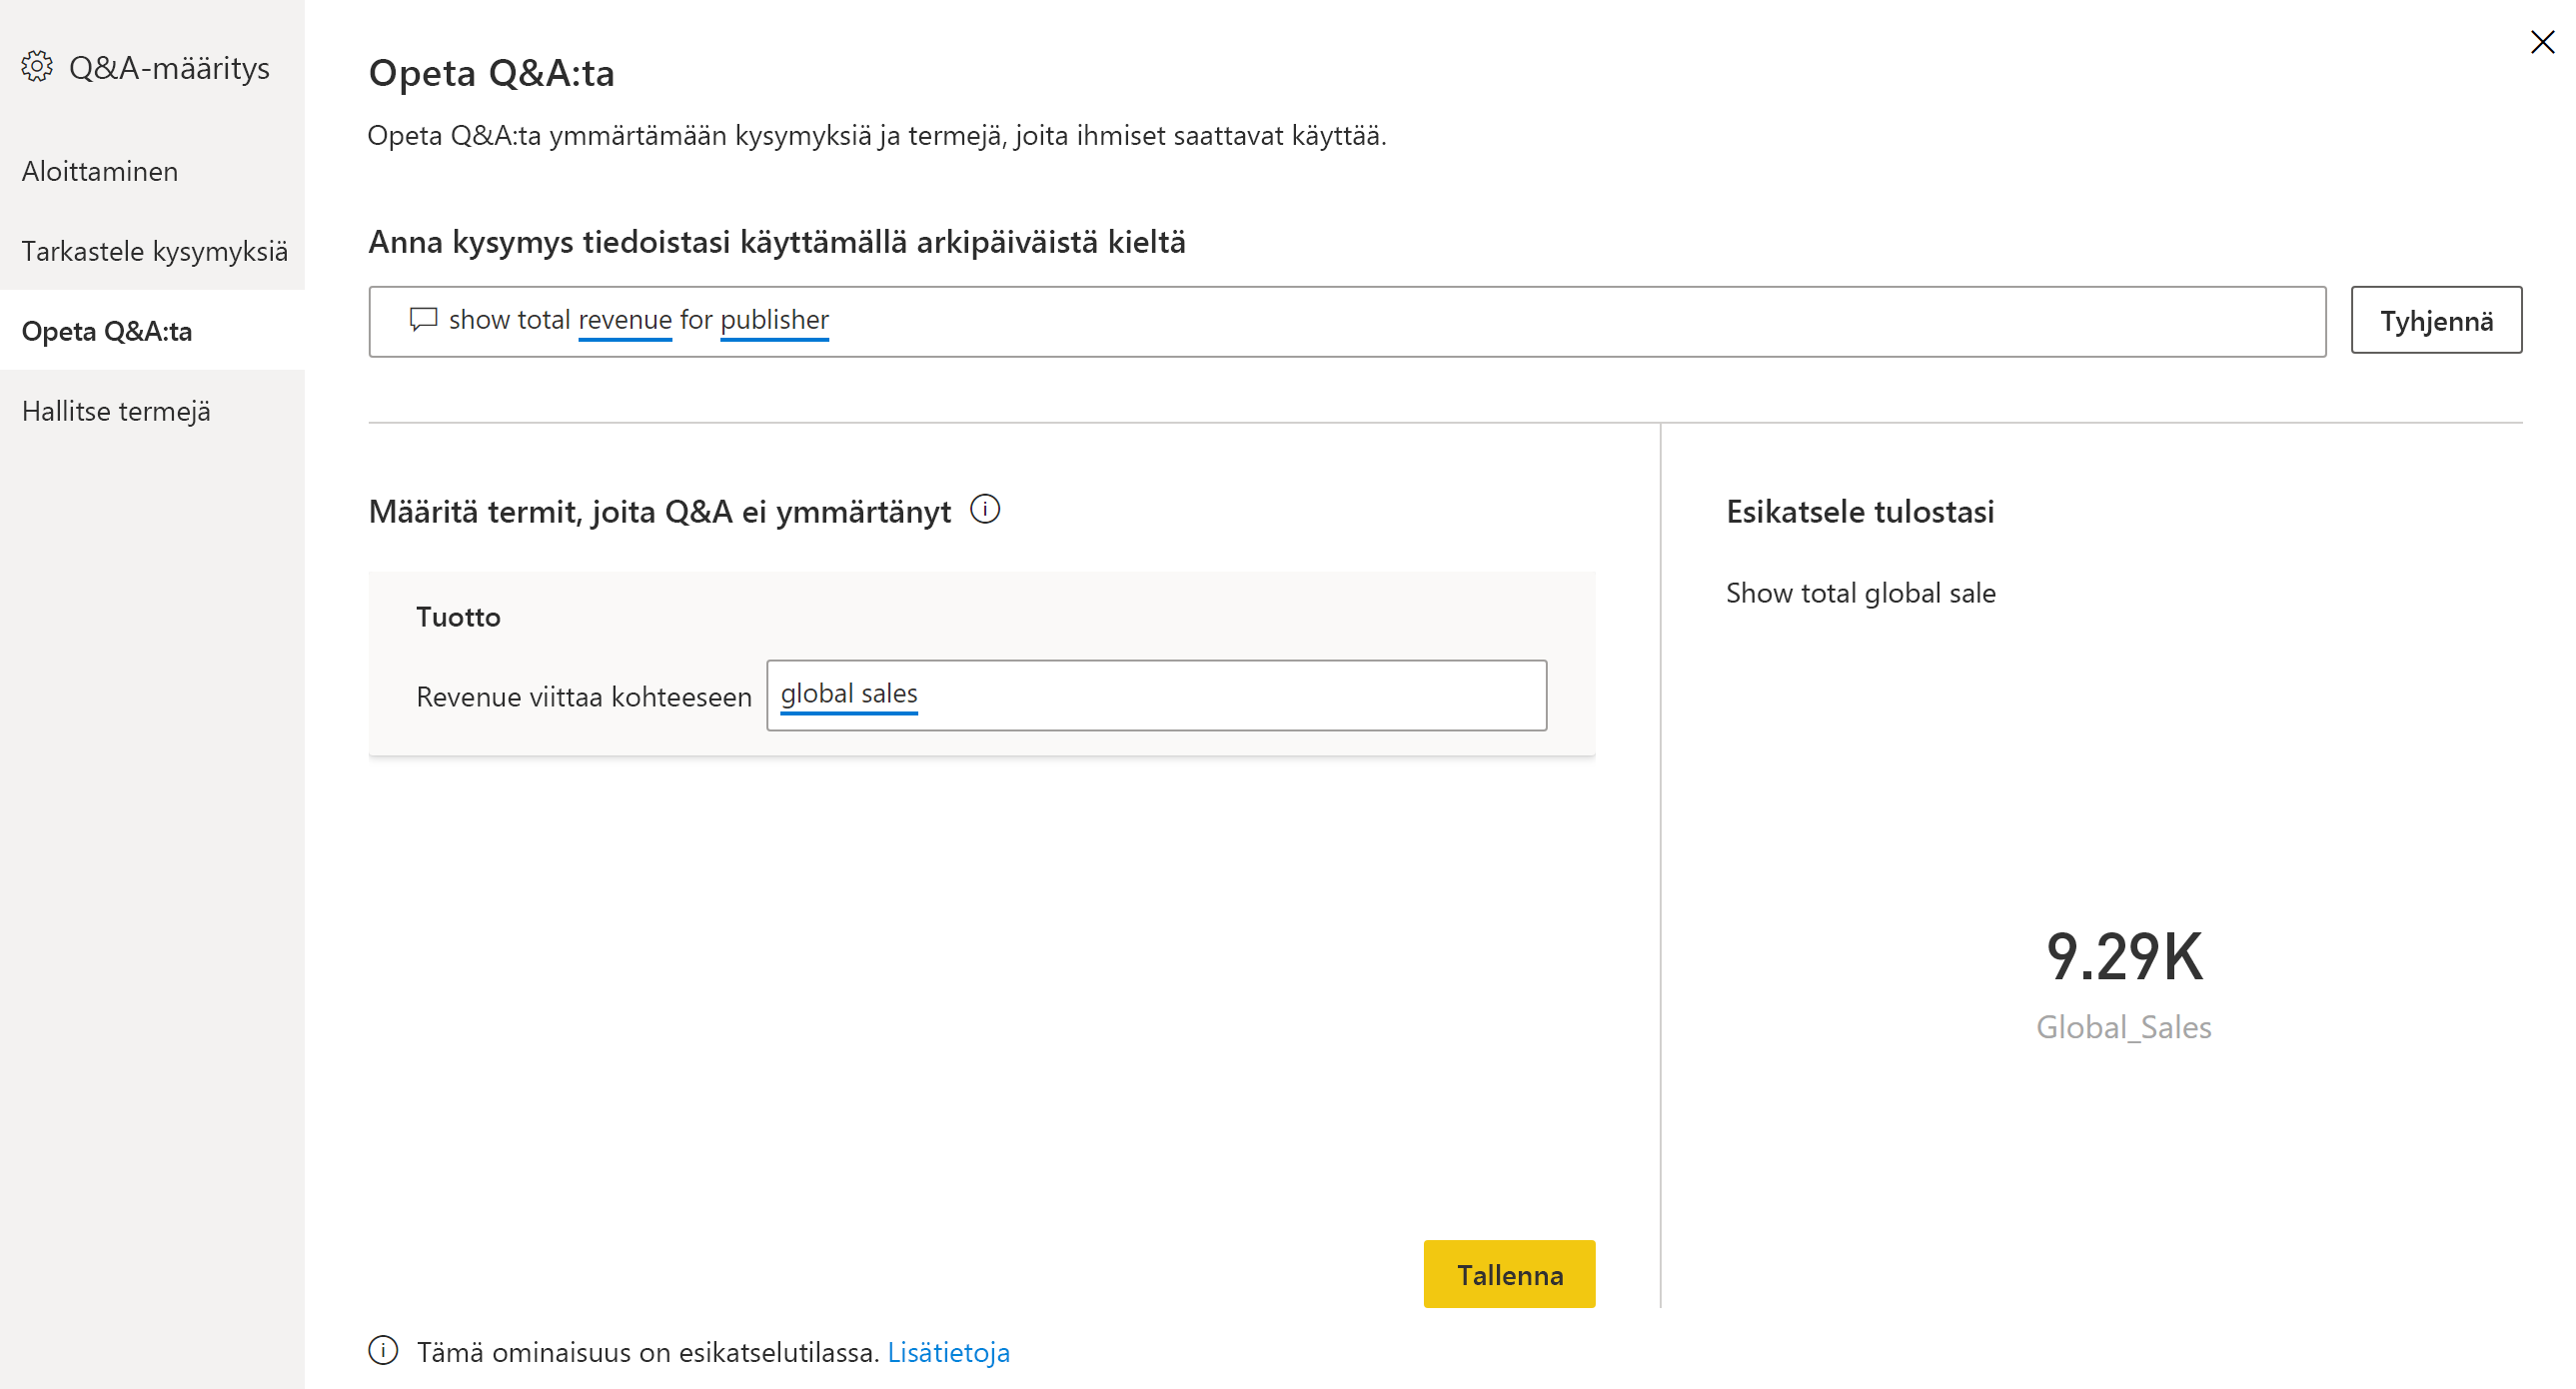 Q&A-määritys
Aloittaminen
Tarkastele kysymyksiä
Opeta Q&A:ta
Hallitse termejä
Opeta Q&A:ta
Opeta Q&A:ta ymmärtämään kysymyksiä ja termejä, joita ihmiset saattavat käyttää.
Anna kysymys tiedoistasi käyttämällä arkipäiväistä kieltä
show total revenue for publisher
Tyhjennä
Määritä termit, joita Q&A ei ymmärtänyt
Tuotto
Revenue viittaa kohteeseen global sales
Tallenna
Esikatsele tulostasi
Show total global sale
9.29K
Global_Sales
Tämä ominaisuus on esikatselutilassa. Lisätietoja